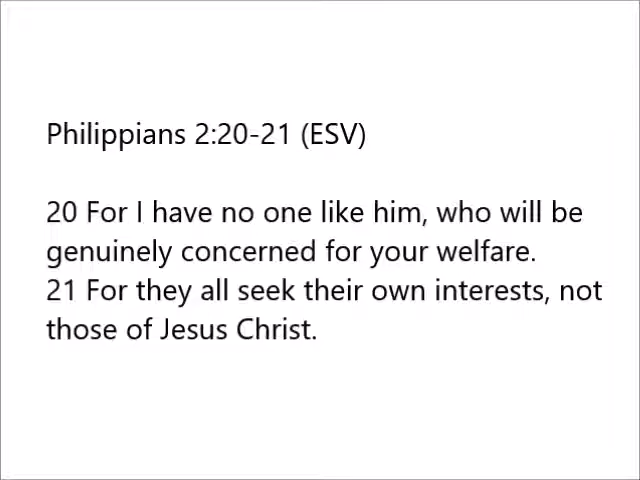 Philippians 2:20-21 (ESV)
20 For I have no one like him, who will be
genuinely concerned for your welfare.
21 For they all seek their own interests, not
those of Jesus Christ.